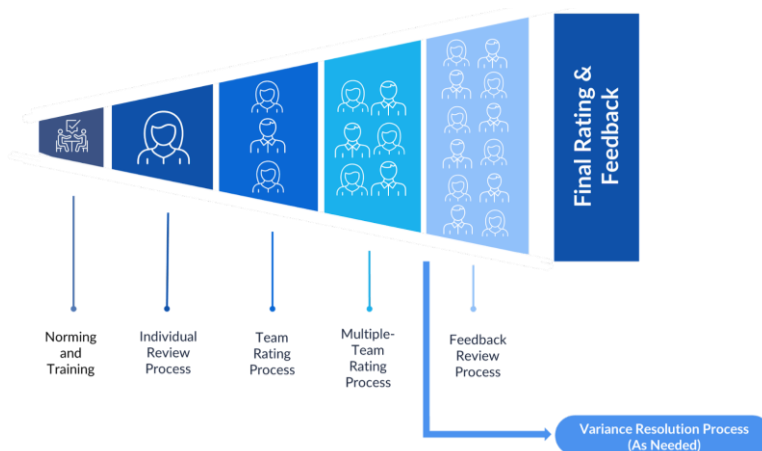 Final Rating &
Feedback
Norming
and
Training
Individual
Review
Process
Team
Rating
Process
Multiple-
Team
Rating
Process
Feedback
Review
Process
Variance Resolution Process
(As Needed)